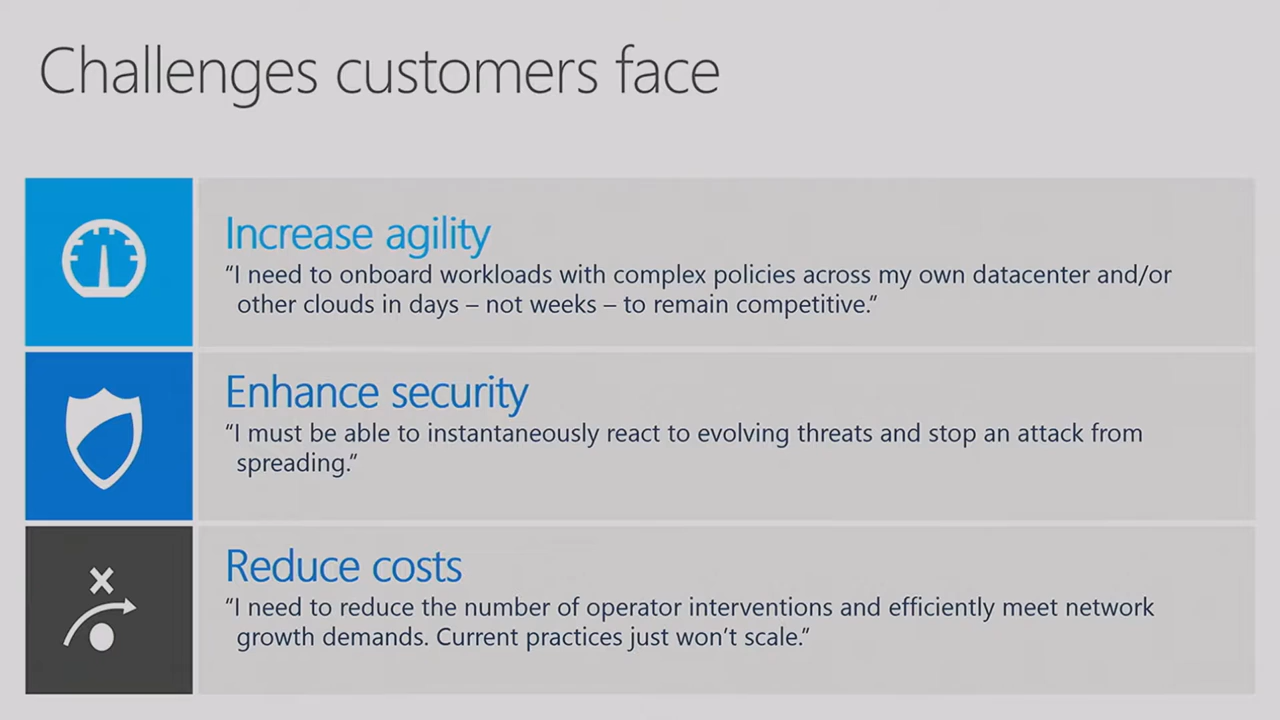 Challenges customers face
Increase agility
“I need to onboard workloads with complex policies across my own datacenter and/or
other clouds in days – not weeks – to remain competitive.”
Enhance security
“I must be able to instantaneously react to evolving threats and stop an attack from
spreading.”
Reduce costs
“I need to reduce the number of operator interventions and efficiently meet network
growth demands. Current practices just won’t scale.”